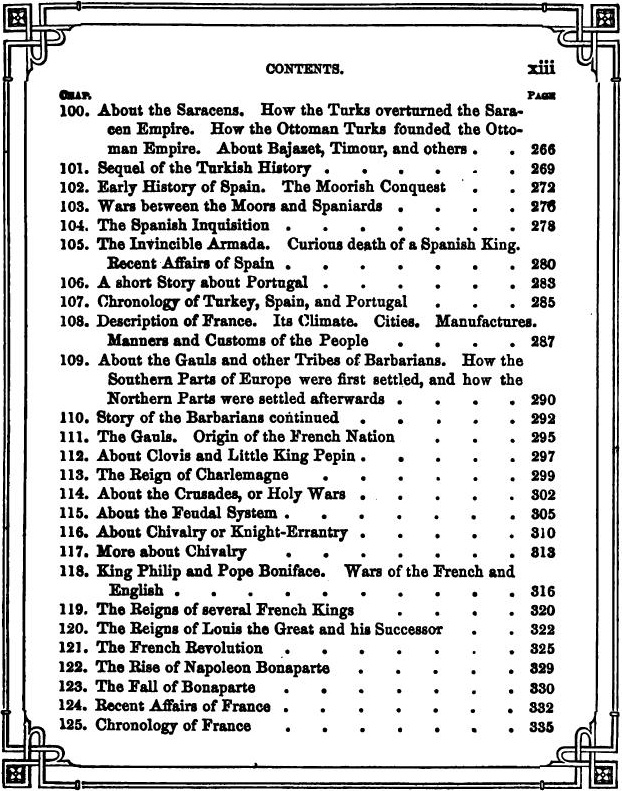 CONTENTS. xiii
CHAP. PAGE
100. About the Saracens. How the Turks overturned the Sara-
cen Empire. How the Ottoman Turks founded the Otto-
man Empire. About Bajazet, Timour, and others . . 266
101. Sequel of the Turkish History . . . . . . 269
102. Early History of Spain. The Moorish Conquest . . 272
103. Wars between the Moors and Spaniards . . . . 276
104. The Spanish Inquisition . . . . . . . 278
105. The Invincible Armada. Curious death of a Spanish King.
Recent Affairs of Spain . . . . . . . 280
106. A short Story about Portugal . . . . . . 283
107. Chronology of Turkey, Spain, and Portugal . . . 285
108. Description of France. Its Climate. Cities. Manufactures.
Manners and Customs of the People . . . . 287
109. About the Gauls and other Tribes of Barbarians. How the
Southern Parts of Europe were first settled, and how the
Northern Parts were settled afterwards . . . . 290
110. Story of the Barbarians continued . . . . . 292
111. The Gauls. Origin of the French Nation . . . 295
112. About Clovis and Little King Pepin . . . . . 297
113. The Reign of Charlemagne . . . . . . 299
114. About the Crusades, or Holy Wars . . . . . 302
115. About the Feudal System . . . . . . . 305
116. About Chivalry or Knight-Errantry . . . . . 310
117. More about Chivalry . . . . . . . 313
118. King Philip and Pope Boniface. Wars of the French and
English . . . . . . . . . . 316
119. The Reigns of several French Kings . . . . 320
120. The Reigns of Louis the Great and his Successor . . 322
121. The French Revolution . . . . . . . 325
122. The Rise of Napoleon Bonaparte . . . . . 329
123. The Fall of Bonaparte . . . . . . . 330
124. Recent Affairs of France . . . . . . . 332
125. Chronology of France . . . . . . . 335